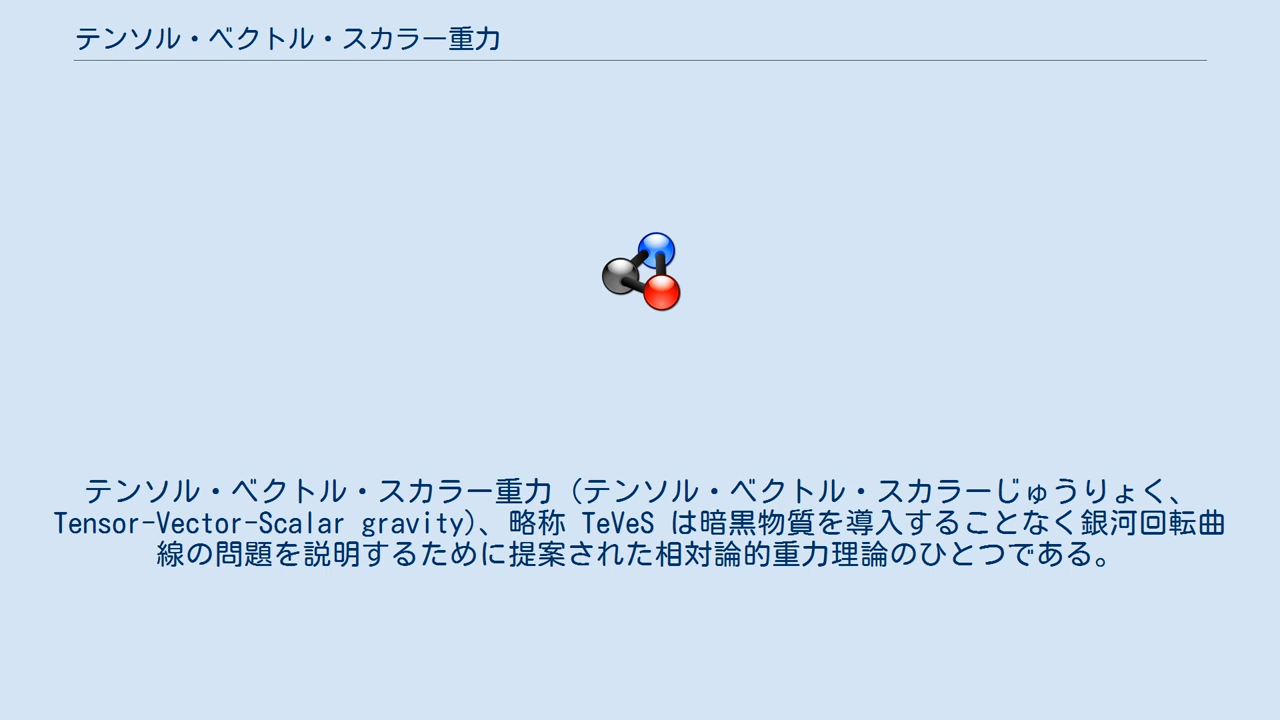 テンソル・ベクトル・スカラー重力
テンソル・ベクトル・スカラー重力（テンソル・ベクトル・スカラーじゅうりょく、
Tensor-Vector-Scalar gravity)、略称 TeVeS は暗黒物質を導入することなく銀河回転曲
線の問題を説明するために提案された相対論的重力理論のひとつである。